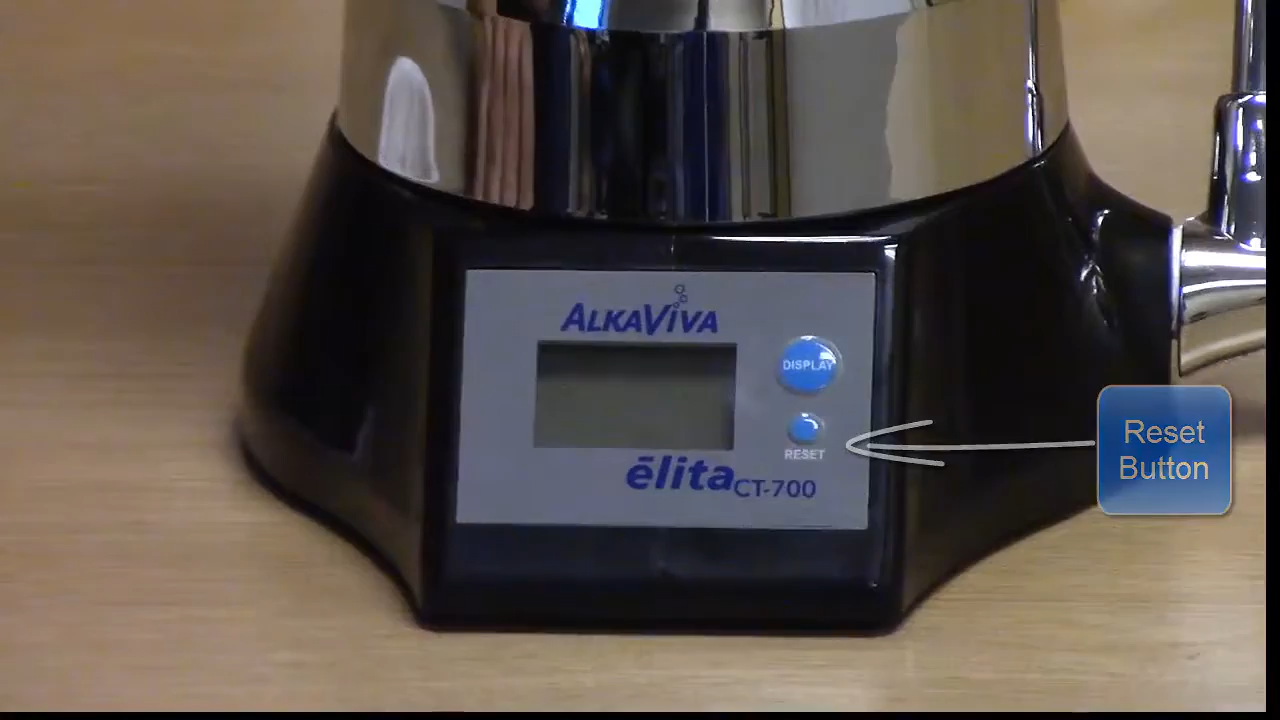 ALKAVIVA
DISPLAY
RESET
ēlita CT-700
Reset
Button